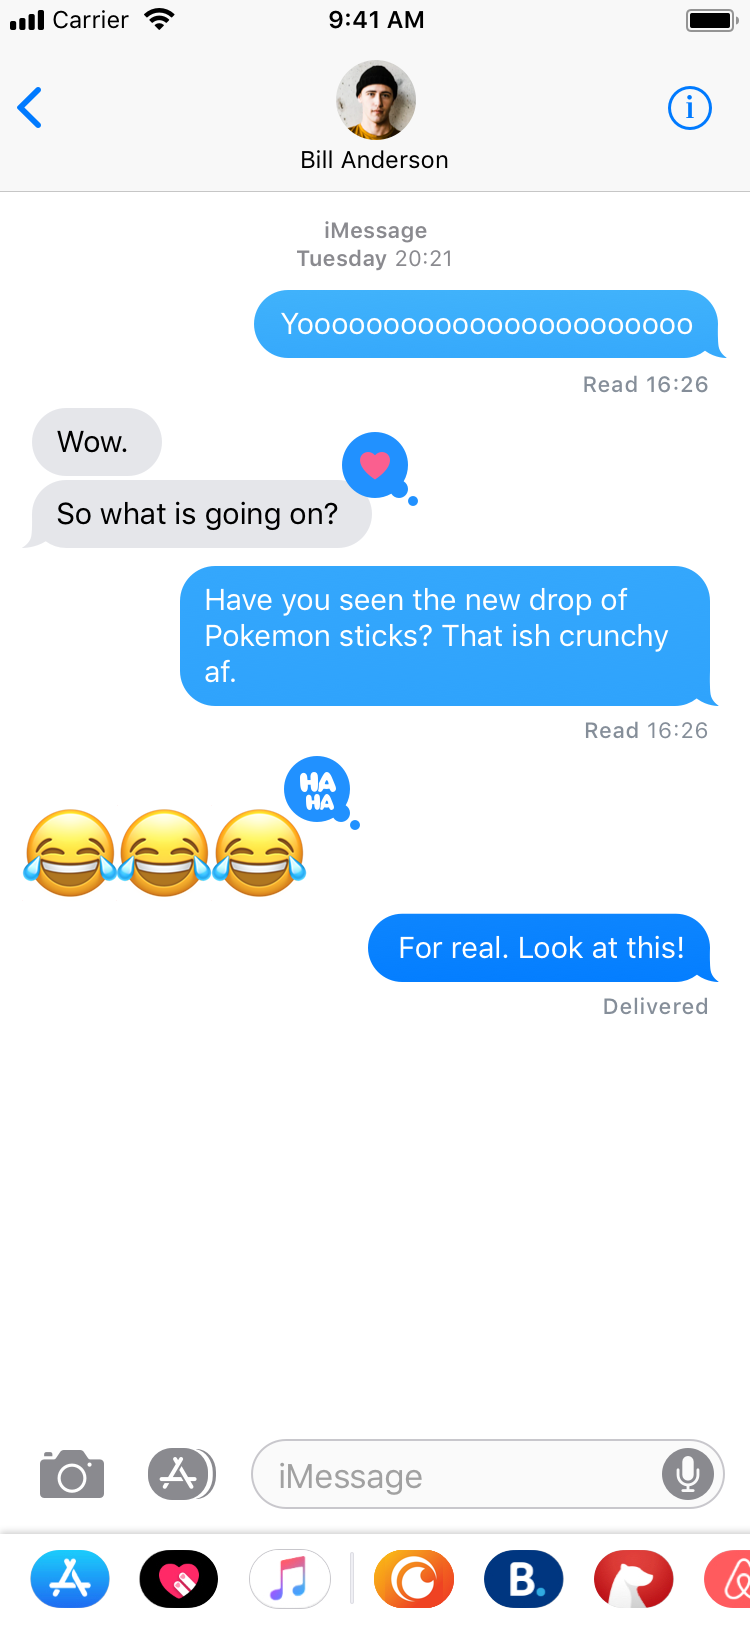 Carrier 9:41 AM
Bill Anderson
iMessage
Tuesday 20:21
Yooooooooooooooooooooooo
Read 16:26
Wow.
So what is going on?
Have you seen the new drop of
Pokemon sticks? That ish crunchy
af.
Read 16:26
HA
HA
For real. Look at this!
Delivered
iMessage
B.